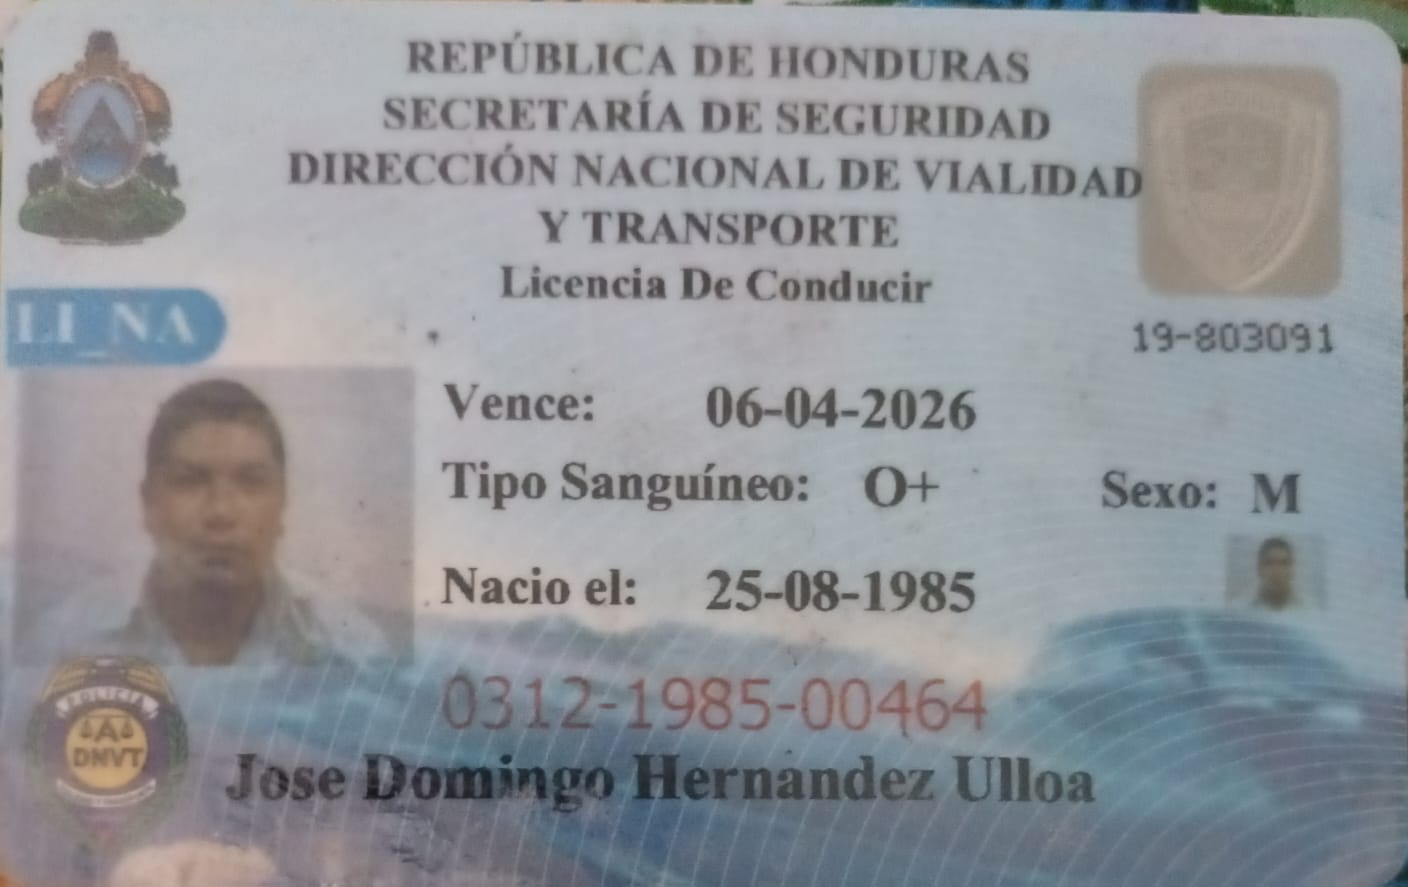 REPÚBLICA DE HONDURAS
SECRETARÍA DE SEGURIDAD
DIRECCIÓN NACIONAL DE VIALIDAD
Y TRANSPORTE
Licencia De Conducir
LI_NA
19-803091
Vence: 06-04-2026
Tipo Sanguíneo: O+ Sexo: M
Nacio el: 25-08-1985
0312-1985-00464
POLICIA
DNVT
Jose Domingo Hernandez Ulloa